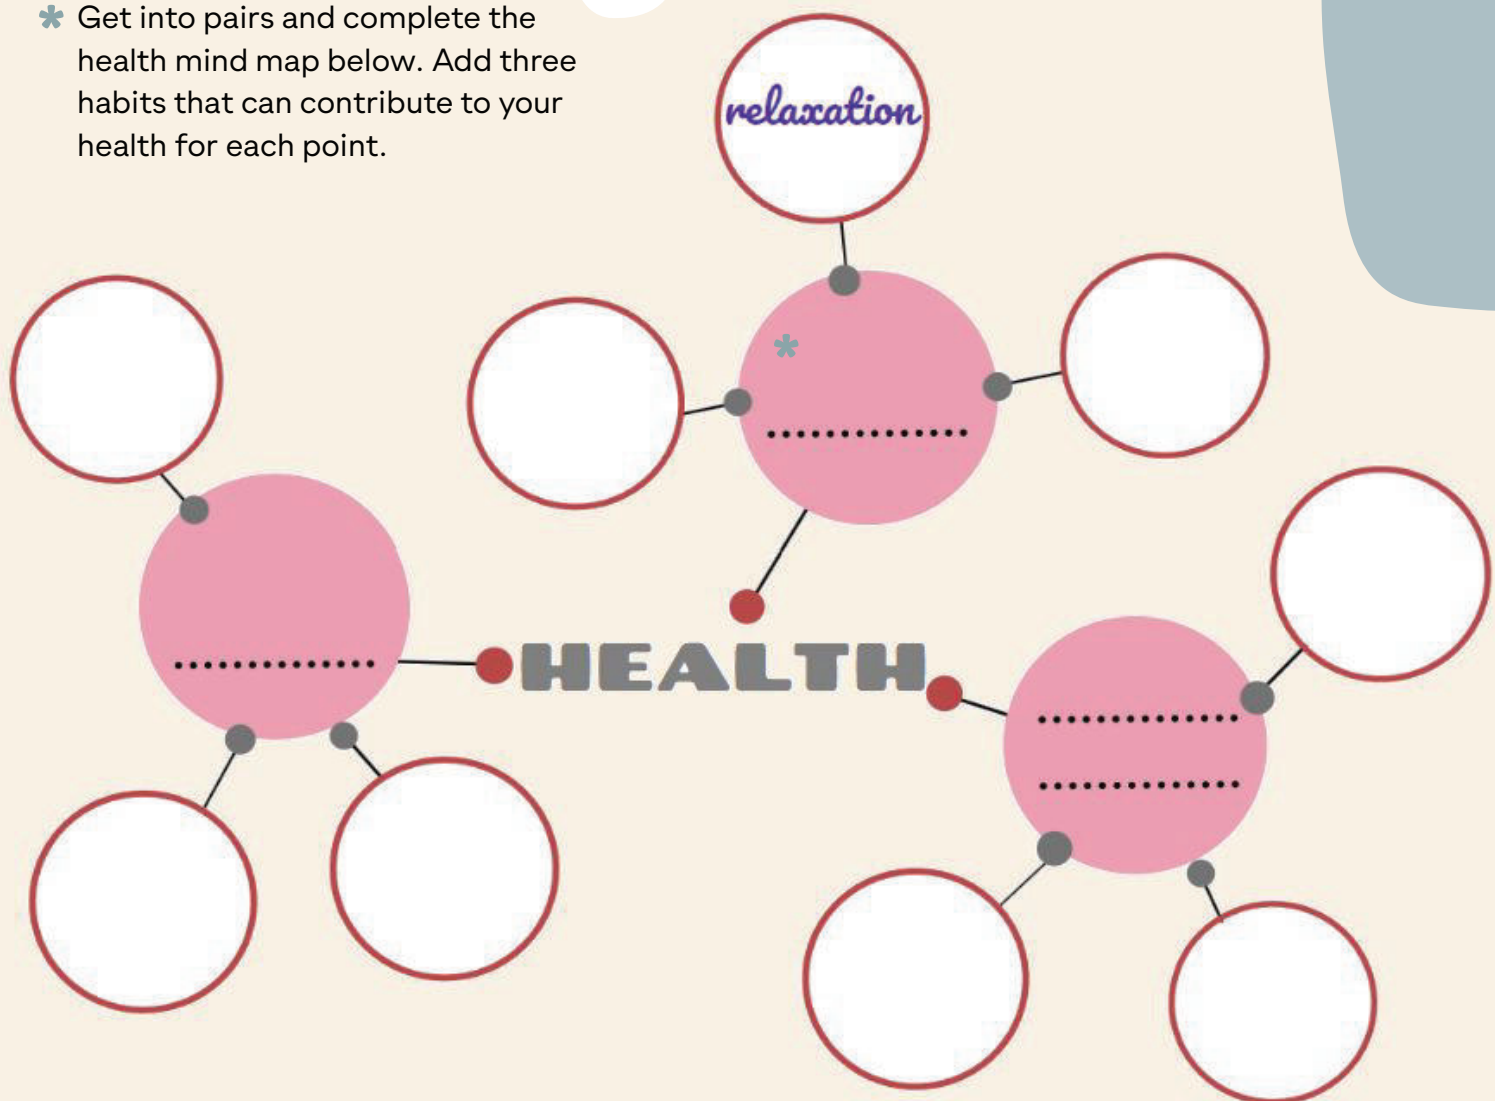 * Get into pairs and complete the
health mind map below. Add three
habits that can contribute to your
health for each point.
relaxation
*
HEALTH